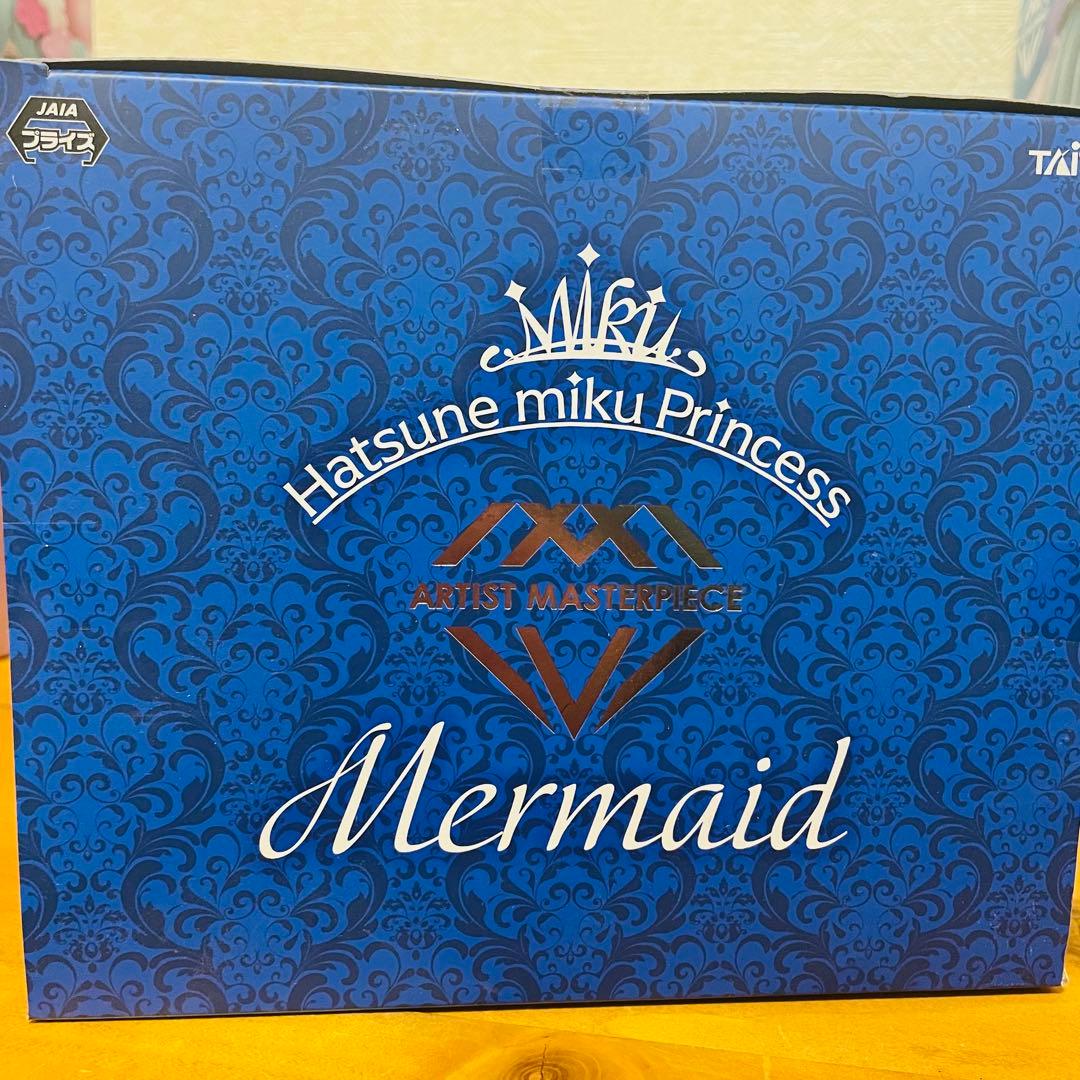 JAIA
プライズ
TAi
Miku
Hatsune miku Princess
ARTIST MASTERPIECE
Mermaid